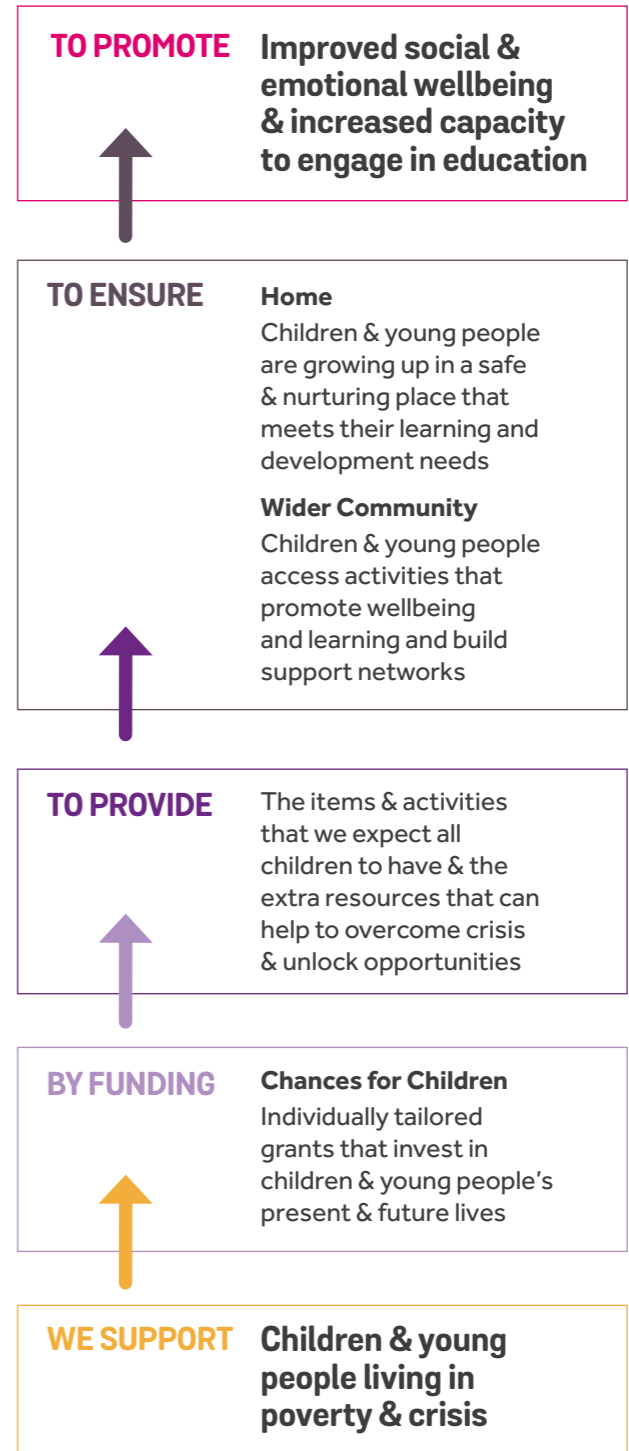 TO PROMOTE
Improved social &
emotional wellbeing
& increased capacity
to engage in education
TO ENSURE
Home
Children & young people
are growing up in a safe
& nurturing place that
meets their learning and
development needs
Wider Community
Children & young people
access activities that
promote wellbeing
and learning and build
support networks
TO PROVIDE
The items & activities
that we expect all
children to have & the
extra resources that can
help to overcome crisis
& unlock opportunities
BY FUNDING
Chances for Children
Individually tailored
grants that invest in
children & young people’s
present & future lives
WE SUPPORT
Children & young
people living in
poverty & crisis